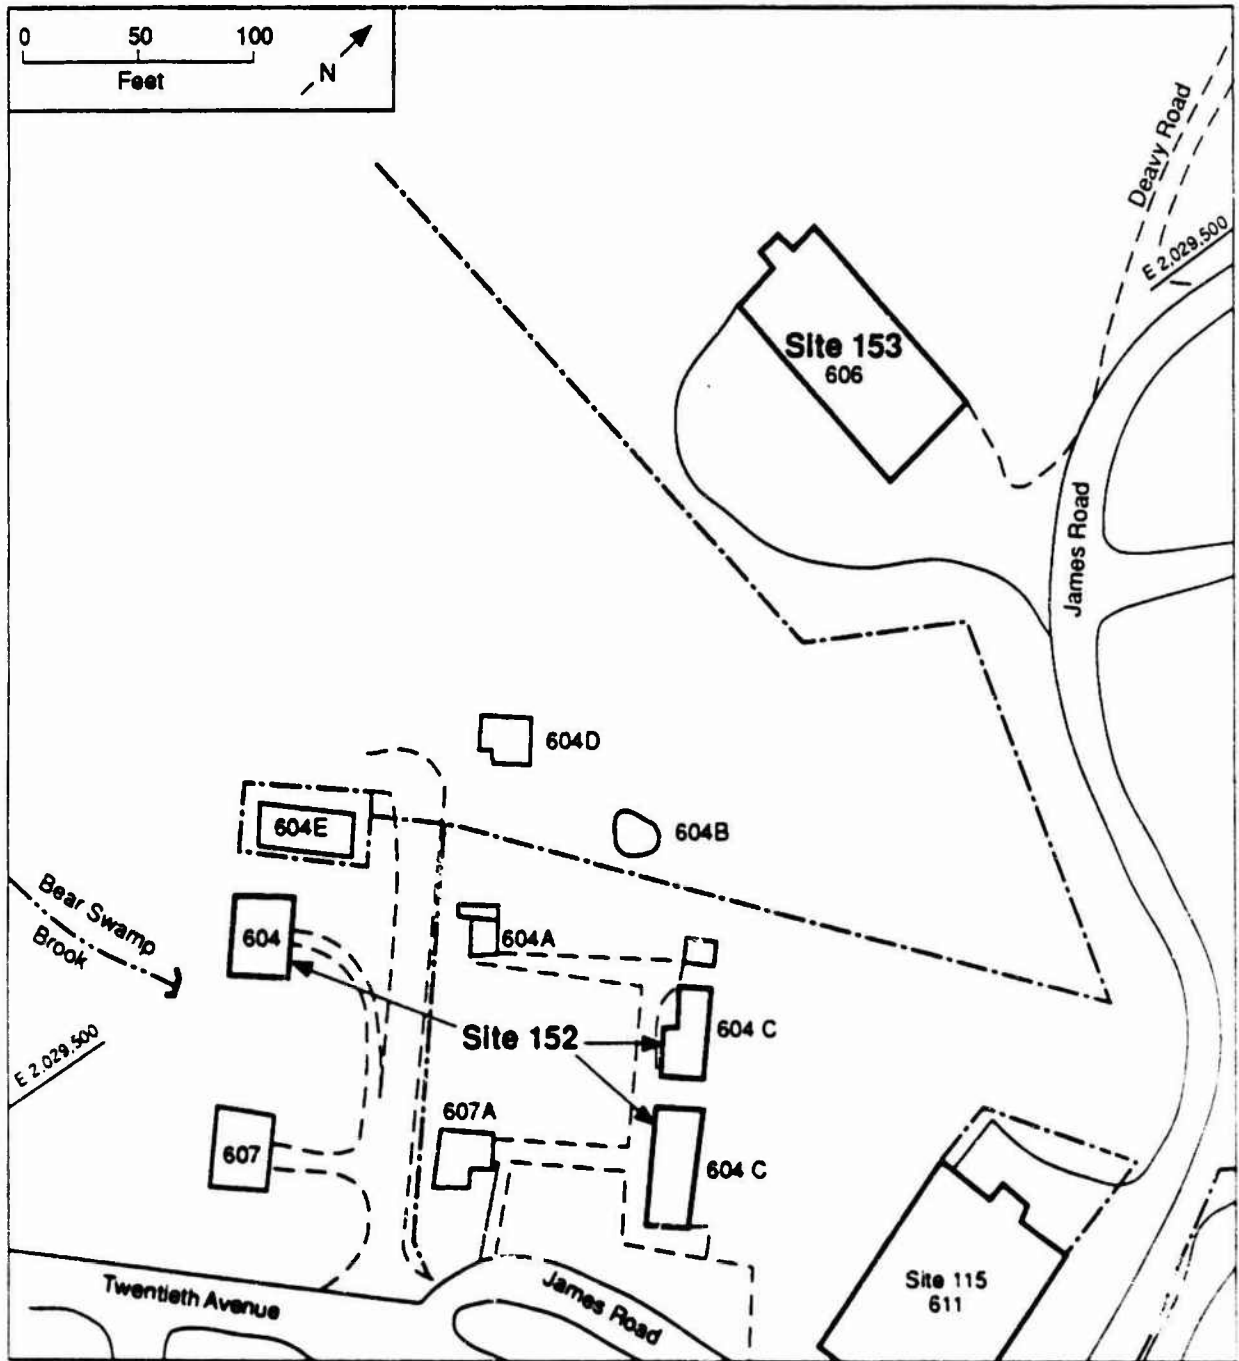 0 50 100
Feet
N
Deavy Road
E 2,029,500
Site 153
606
James Road
604D
604E
604B
Bear Swamp
Brook
604
604A
Site 152
604 C
E 2,029,500
607A
607
604 C
Twentieth Avenue
James Road
Site 115
611